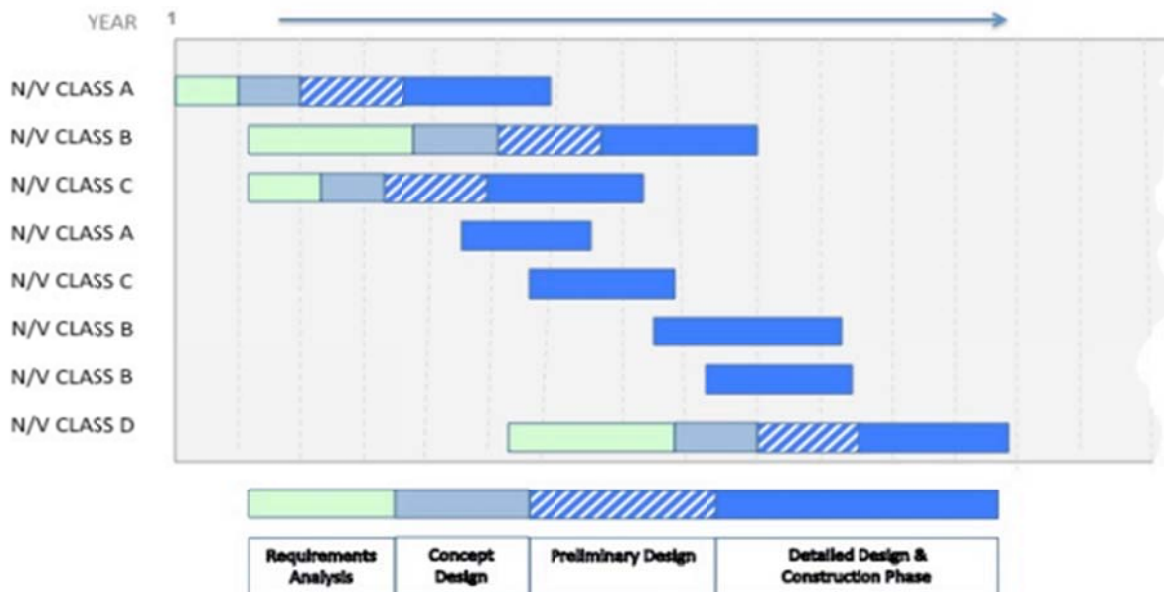 YEAR 1
N/V CLASS A
N/V CLASS B
N/V CLASS C
N/V CLASS A
N/V CLASS C
N/V CLASS B
N/V CLASS B
N/V CLASS D
Requirements
Analysis
Concept
Design
Preliminary Design
Detailed Design &
Construction Phase